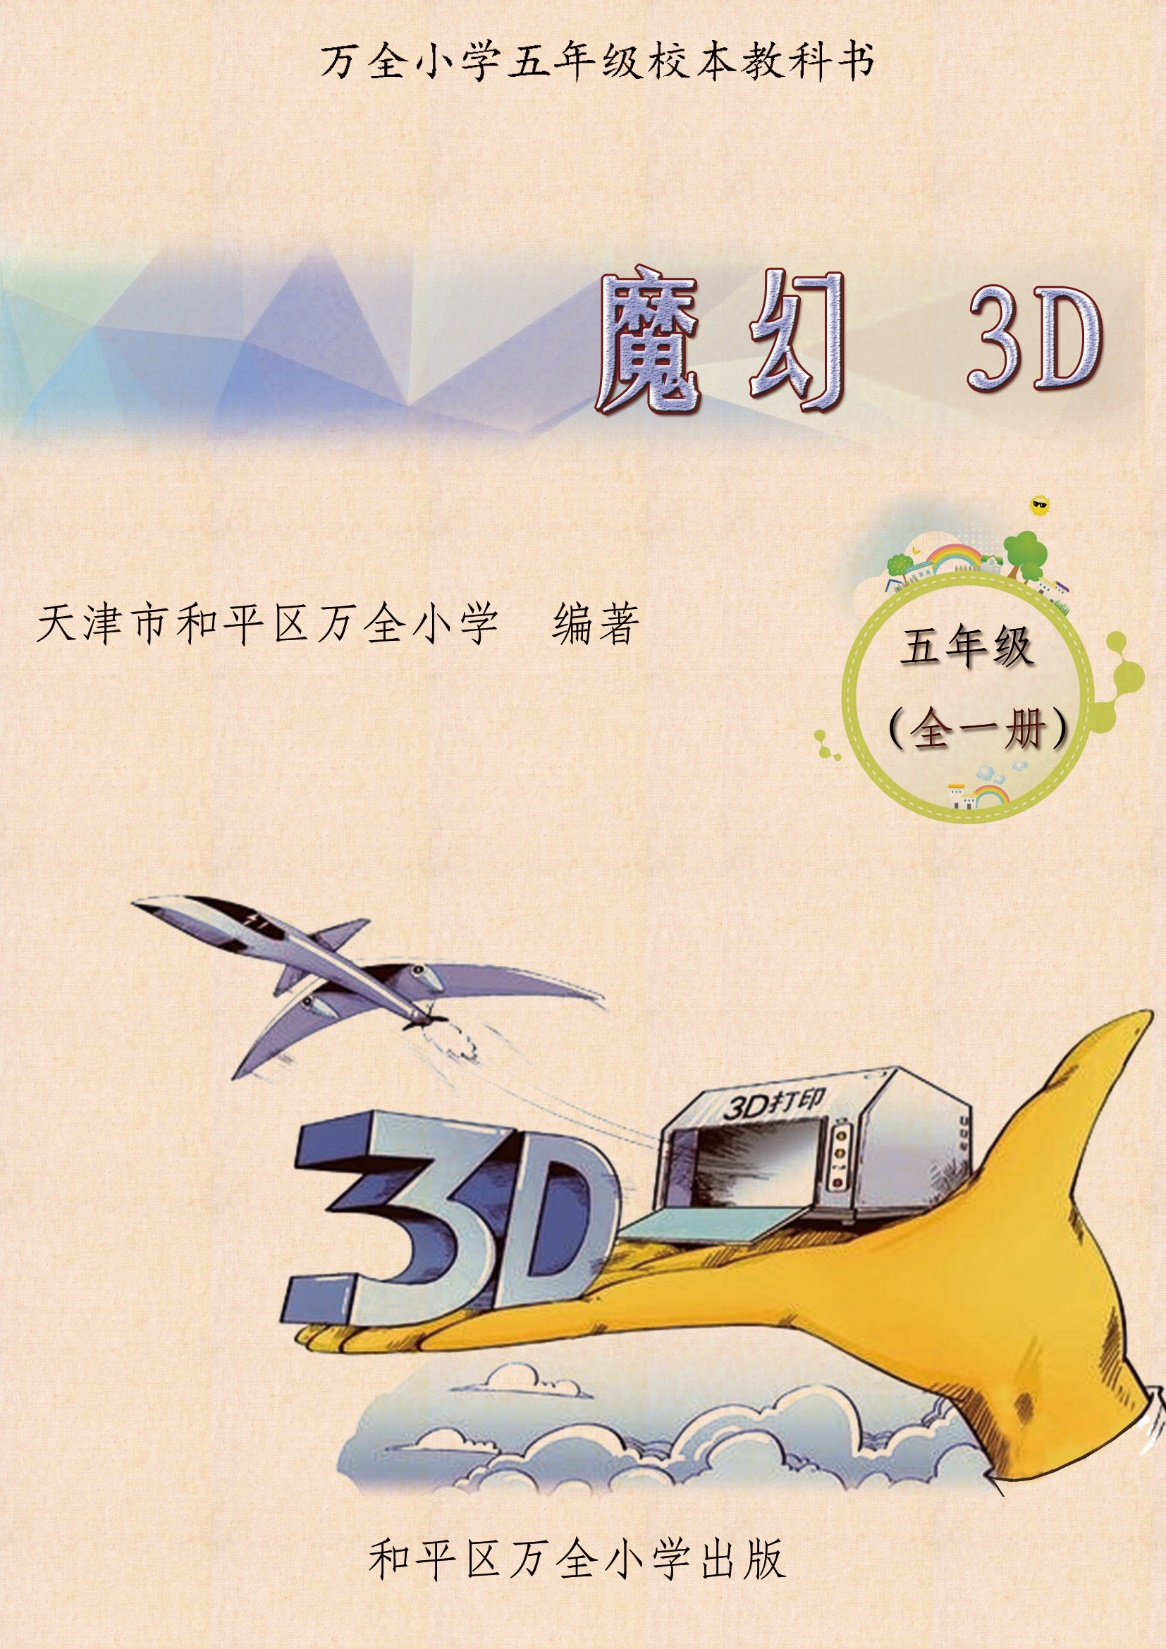 万全小学五年级校本教科书
魔幻 3D
天津市和平区万全小学 编著
五年级
（全一册）
3D打印
3D
和平区万全小学出版